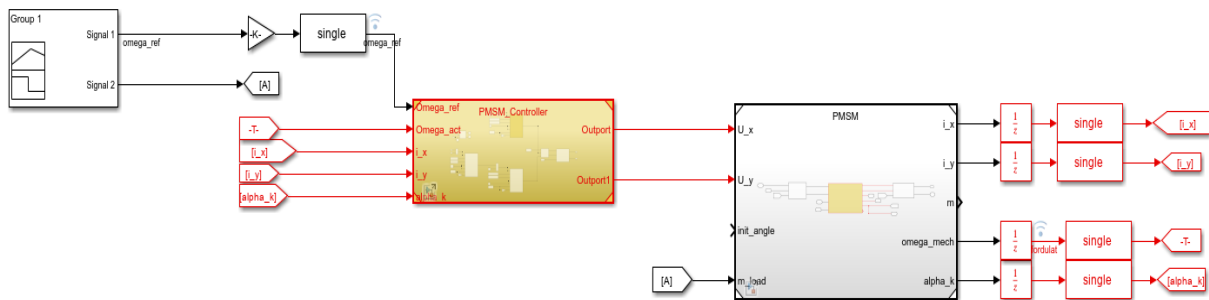 Group 1
Signal 1
omega_ref
Signal 2
-K-
single
omega_ref
[A]
-T-
[i_x]
[i_y]
[alpha_k]
PMSM_Controller
Omega_ref
Omega_act
i_x
i_y
alpha_k
Outport
Outport1
[A]
PMSM
U_x
U_y
init_angle
m_load
i_x
i_y
m
omega_mech
alpha_k
1
z
single
[i_x]
1
z
single
[i_y]
1
z
fordulat
single
-T-
1
z
single
[alpha_k]